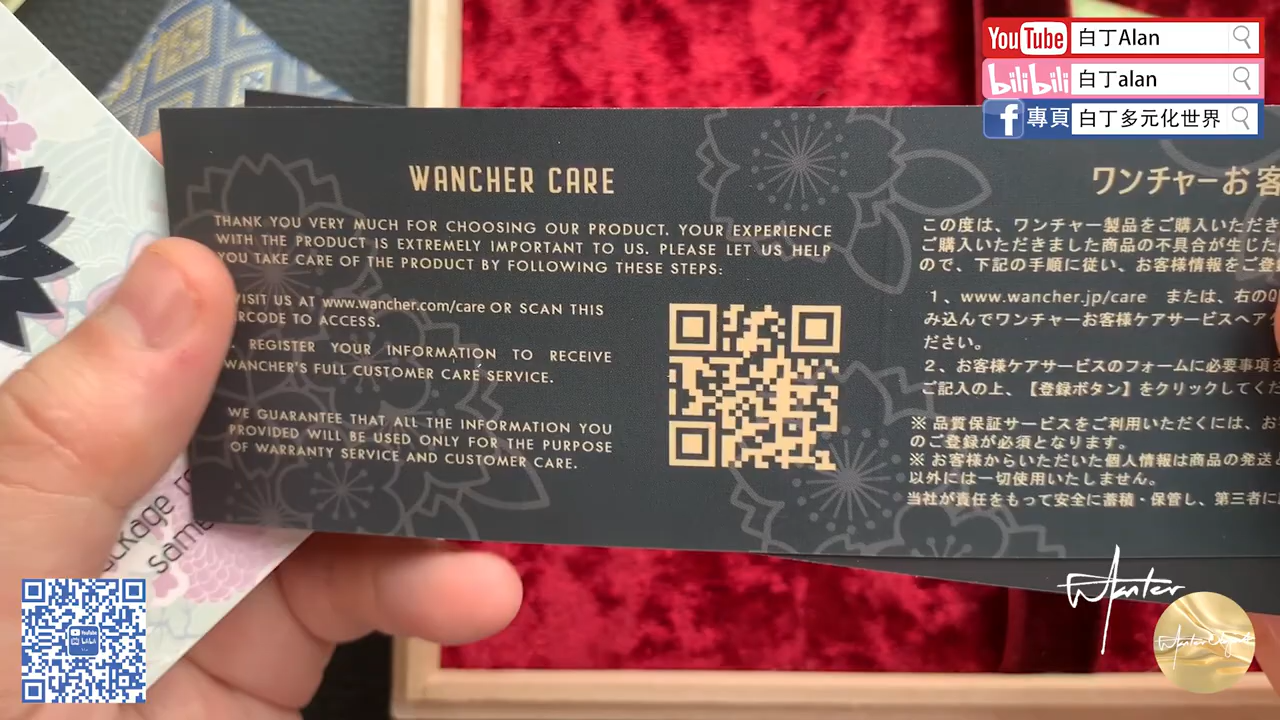 YouTube 白丁Alan
bilibili 白丁alan
f 專頁 白丁多元化世界
WANCHER CARE
THANK YOU VERY MUCH FOR CHOOSING OUR PRODUCT. YOUR EXPERIENCE
WITH THE PRODUCT IS EXTREMELY IMPORTANT TO US. PLEASE LET US HELP
YOU TAKE CARE OF THE PRODUCT BY FOLLOWING THESE STEPS:
VISIT US AT www.wancher.com/care OR SCAN THIS
RCODE TO ACCESS.
REGISTER YOUR INFORMATION TO RECEIVE
WANCHER'S FULL CUSTOMER CARE SERVICE.
WE GUARANTEE THAT ALL THE INFORMATION YOU
PROVIDED WILL BE USED ONLY FOR THE PURPOSE
OF WARRANTY SERVICE AND CUSTOMER CARE.
ワンチャーお客
この度は、ワンチャー製品をご購入いただき
ご購入いただきました商品の不具合が生じた
ので、下記の手順に従い、お客様情報をご登
1、www.wancher.jp/care または、右のQ
み込んでワンチャーお客様ケアサービスへア
ださい。
2、お客様ケアサービスのフォームに必要事項
ご記入の上、【登録ボタン】をクリックしてくだ
※ 品質保証サービスをご利用いただくには、お
のご登録が必須となります。
※ お客様からいただいた個人情報は商品の発送
以外には一切使用いたしません。
当社が責任をもって安全に蓄積・保管し、第三者に
same